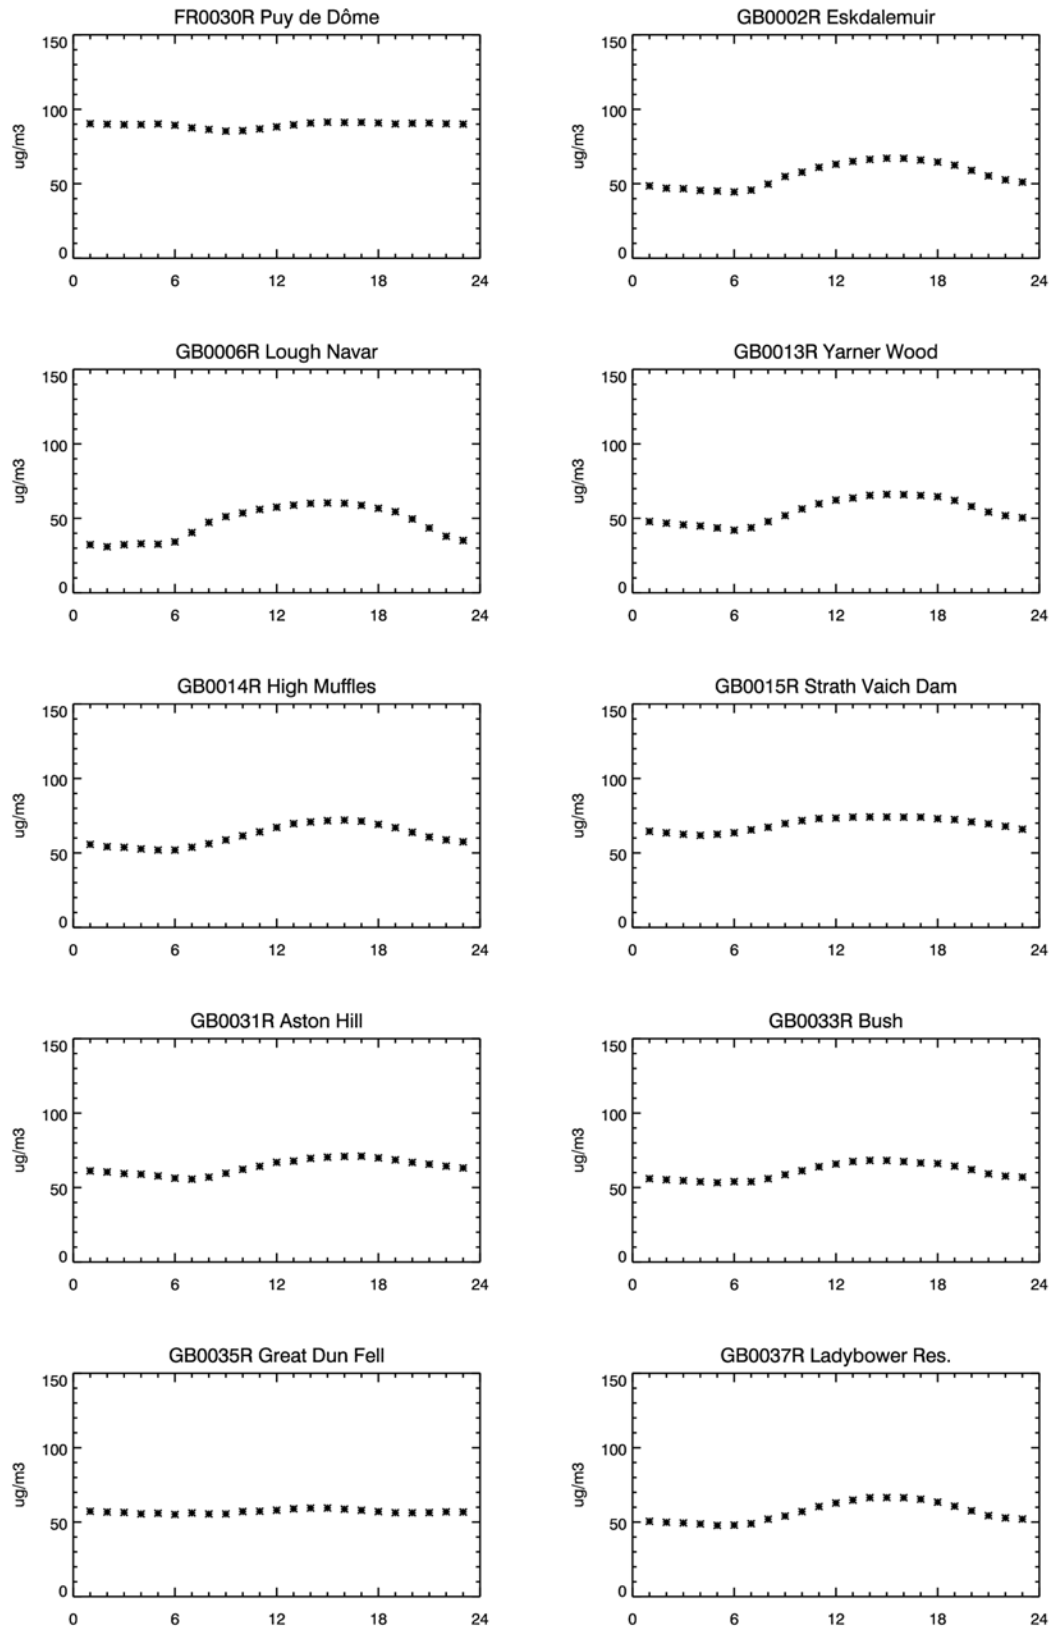 FR0030R Puy de Dôme
150
100
50
0
ug/m3
0 6 12 18 24
GB0002R Eskdalemuir
150
100
50
0
ug/m3
0 6 12 18 24
GB0006R Lough Navar
150
100
50
0
ug/m3
0 6 12 18 24
GB0013R Yarner Wood
150
100
50
0
ug/m3
0 6 12 18 24
GB0014R High Muffles
150
100
50
0
ug/m3
0 6 12 18 24
GB0015R Strath Vaich Dam
150
100
50
0
ug/m3
0 6 12 18 24
GB0031R Aston Hill
150
100
50
0
ug/m3
0 6 12 18 24
GB0033R Bush
150
100
50
0
ug/m3
0 6 12 18 24
GB0035R Great Dun Fell
150
100
50
0
ug/m3
0 6 12 18 24
GB0037R Ladybower Res.
150
100
50
0
ug/m3
0 6 12 18 24